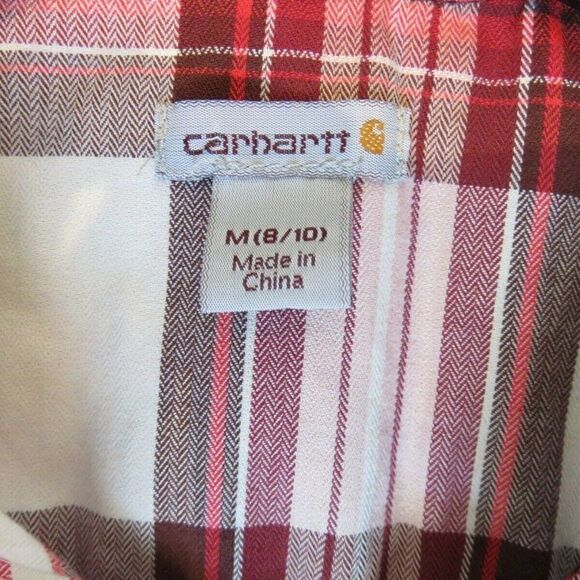 carhartt
M (8/10)
Made in
China